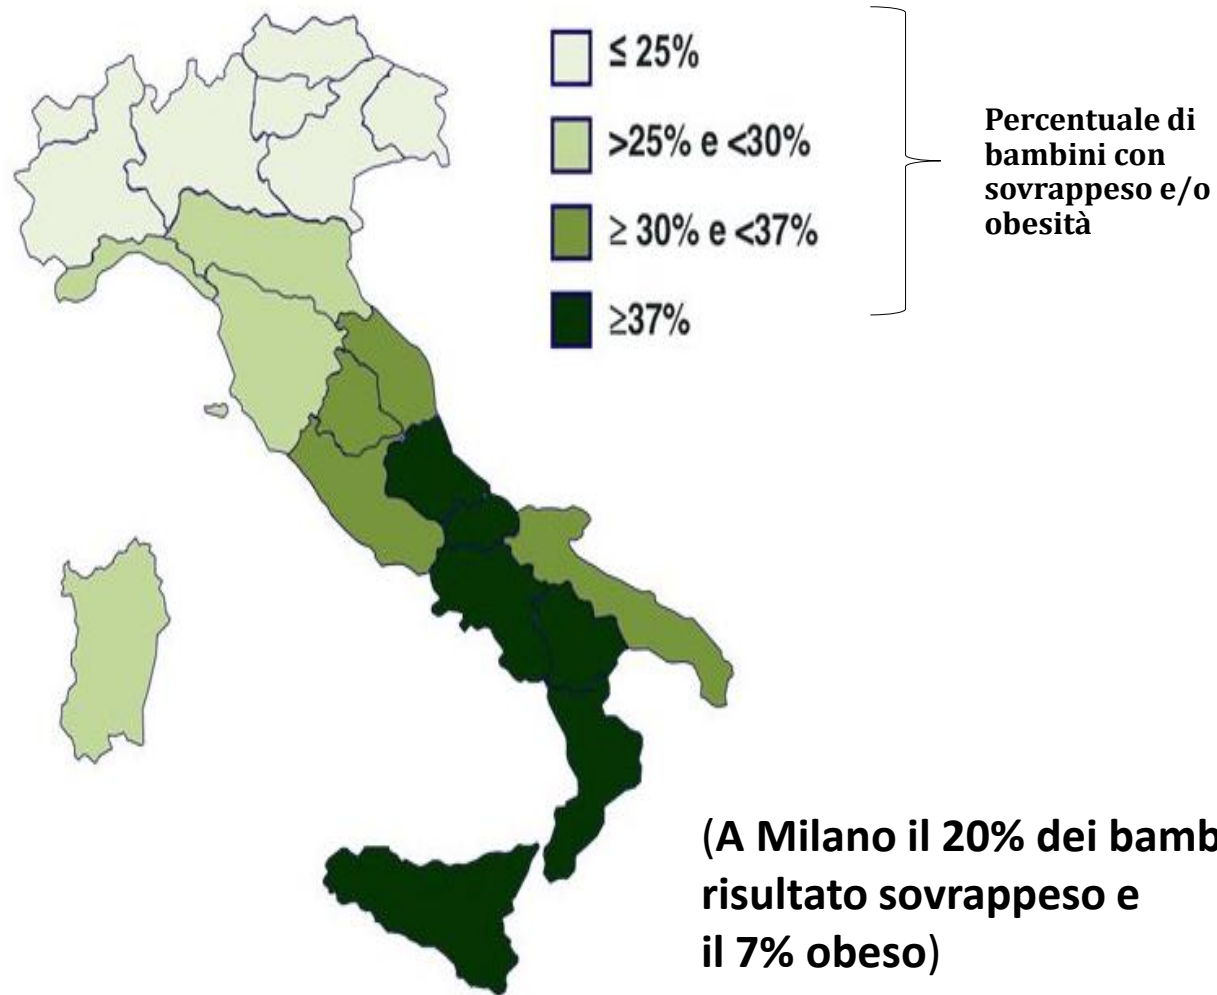 ≤ 25%
>25% e <30%
≥ 30% e <37%
≥37%
Percentuale di
bambini con
sovrappeso e/o
obesità
(A Milano il 20% dei
risultato sovrappeso e
il 7% obeso)